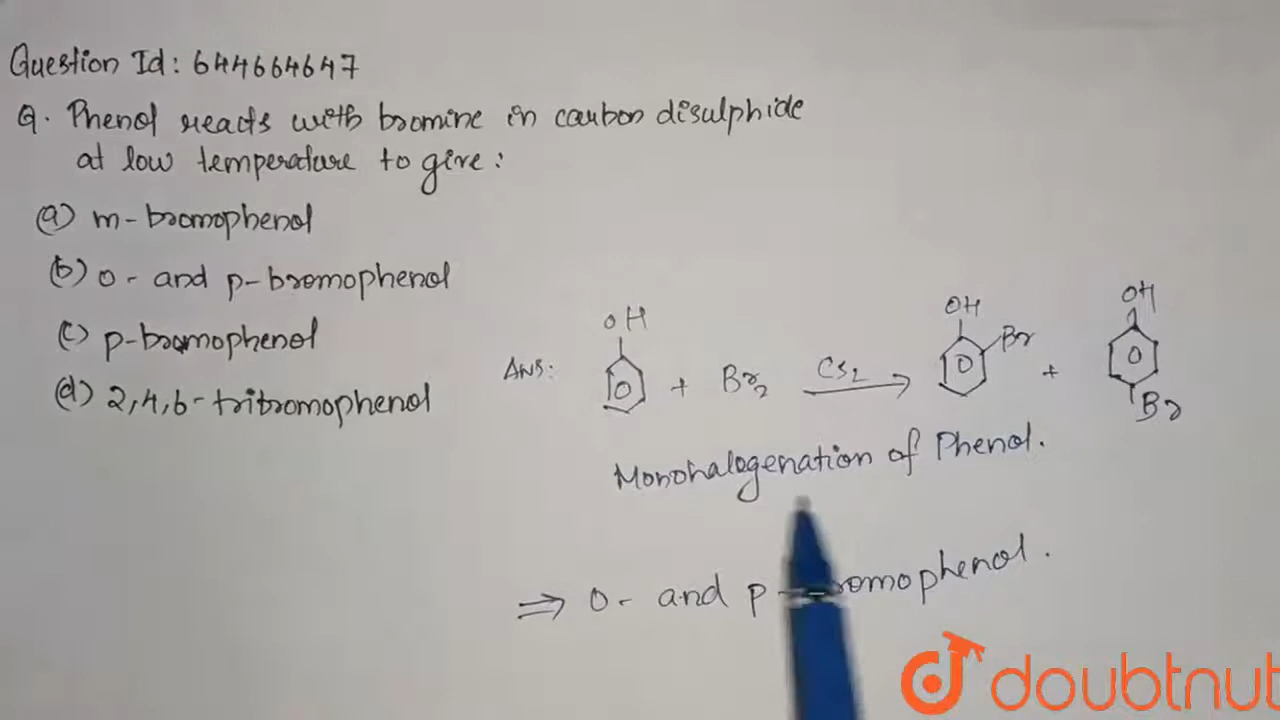 Question Id: 644664647
Q. Phenol reacts with bromine in carbon disulphide
at low temperature to give:
(a) m-bromophenol
(b) o- and p-bromophenol
(c) p-bromophenol
(d) 2,4,6-tribromophenol
OH
OH
OH
Ans:
+ Br2
CS2
Br
+
Br
Monohalogenation of Phenol.
⇒ o- and p-bromophenol.
doubtnut